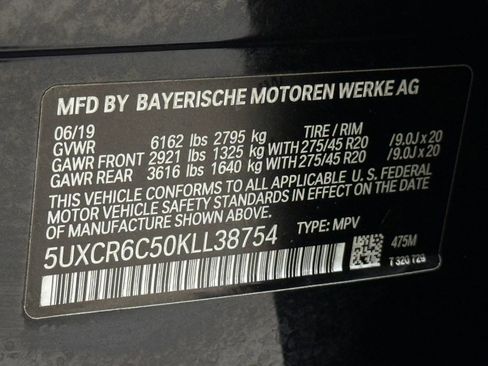 MFD BY BAYERISCHE MOTOREN WERKE AG
06/19 TIRE / RIM
GVWR 6162 lbs 2795 kg
GAWR FRONT 2921 lbs 1325 kg WITH 275/45 R20 /9.0J x 20
GAWR REAR 3616 lbs 1640 kg WITH 275/45 R20 /9.0J x 20
THIS VEHICLE CONFORMS TO ALL APPLICABLE U.S. FEDERAL
MOTOR VEHICLE SAFETY STANDARDS IN EFFECT ON THE DATE
OF MANUFACTURE SHOWN ABOVE.
5UXCR6C50KLL38754 TYPE: MPV
475M
T 320 T29